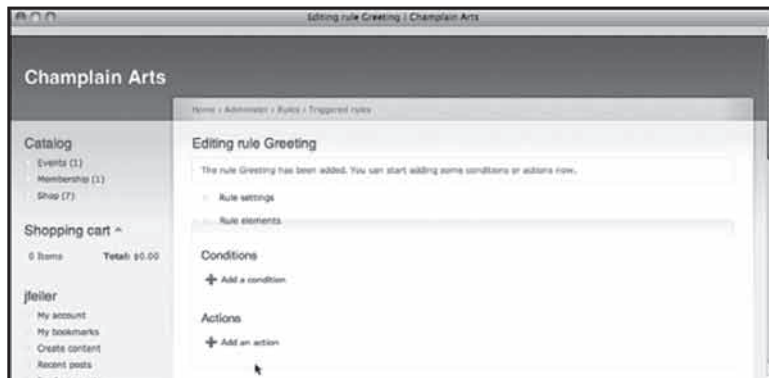 Editing rule Greeting | Champlain Arts
Champlain Arts
Home › Administer › Rules › Triggered rules
Catalog
Events (1)
Membership (1)
Shop (7)
Shopping cart ^
0 Items Total: $0.00
jfeiler
My account
My bookmarks
Create content
Recent posts
Editing rule Greeting
The rule Greeting has been added. You can start adding some conditions or actions now.
Rule settings
Rule elements
Conditions
Add a condition
Actions
Add an action